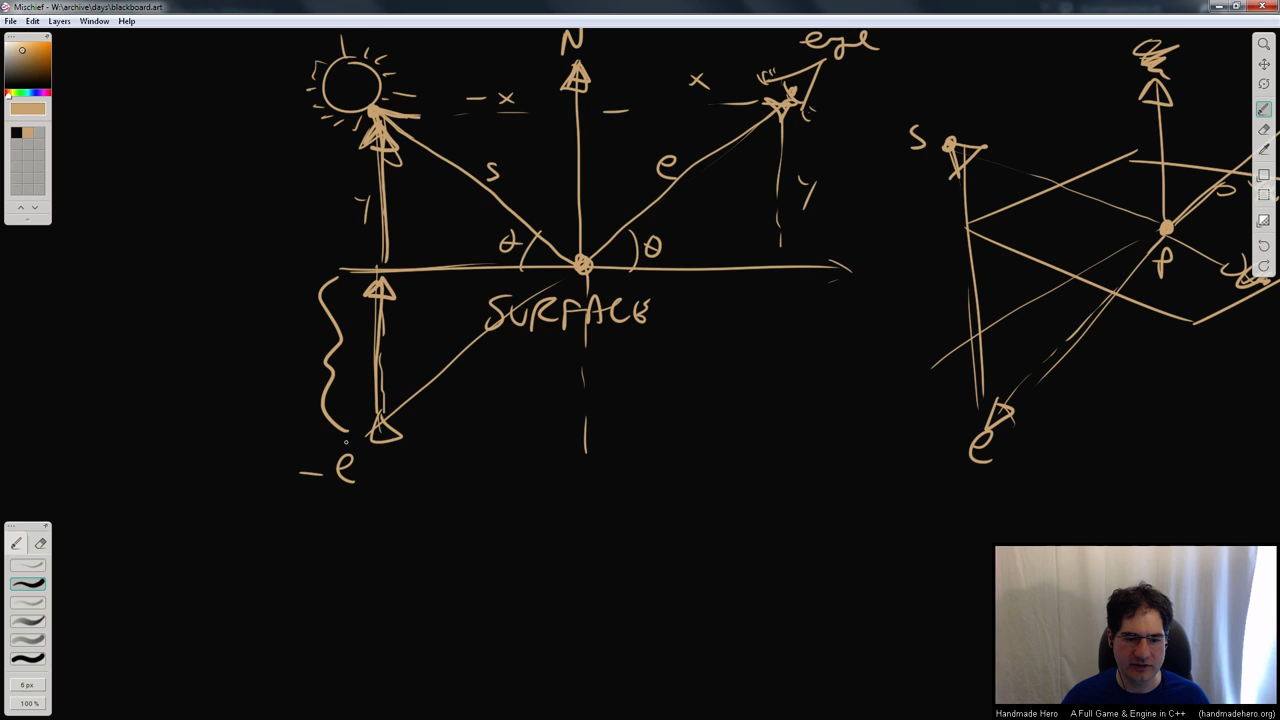 Mischief - W:\archive\days\blackboard.art
File Edit Layers Window Help
N
eye
- x
-
x
S
s
e
y
y
θ
θ
P
SURFACE
e
- e
6 px
100 %
Handmade Hero A Full Game & Engine in C++ (handmadehero.org)